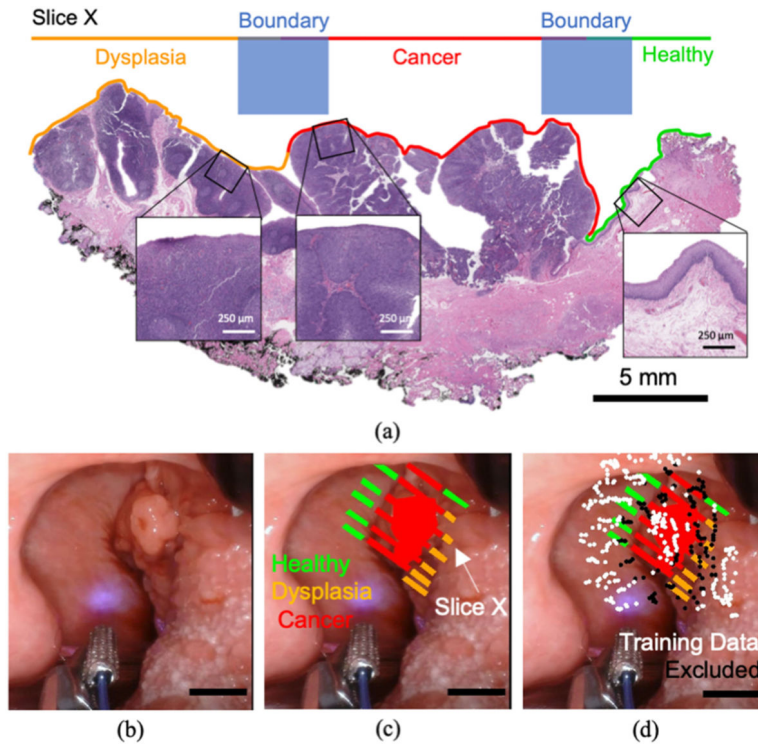 Slice X
Boundary
Boundary
Dysplasia
Cancer
Healthy
250 µm
250 µm
250 µm
5 mm
(a)
Healthy
Dysplasia
Cancer
Slice X
Training Data
Excluded
(b)
(c)
(d)